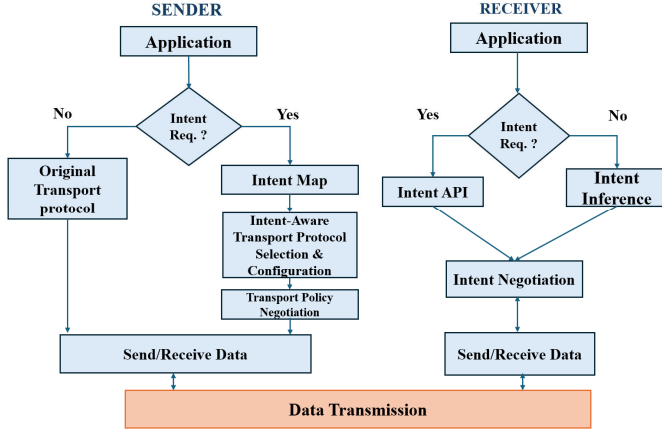 SENDER
Application
Intent
Req. ?
No
Yes
Original
Transport
protocol
Intent Map
Intent-Aware
Transport Protocol
Selection &
Configuration
Transport Policy
Negotiation
Send/Receive Data
RECEIVER
Application
Intent
Req. ?
Yes
No
Intent API
Intent
Inference
Intent Negotiation
Send/Receive Data
Data Transmission